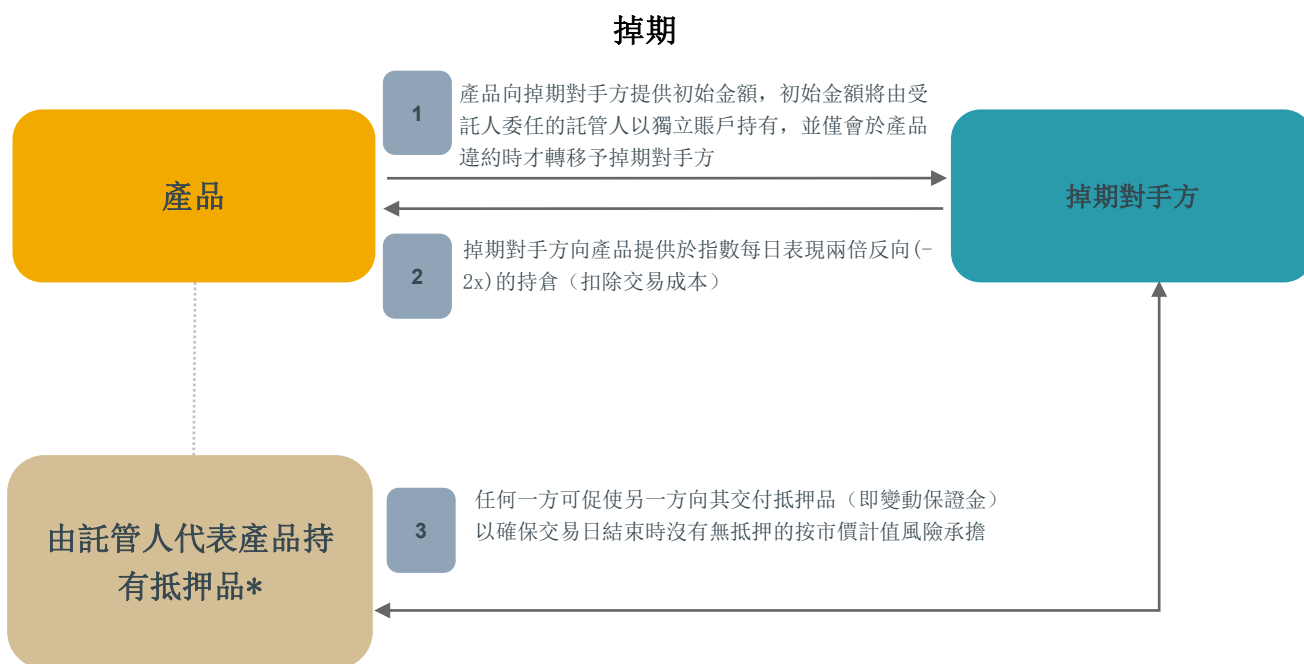 掉期
1
產品向掉期對手方提供初始金額，初始金額將由受
託人委任的託管人以獨立賬戶持有，並僅會於產品
違約時才轉移予掉期對手方
產品
掉期對手方
2
掉期對手方向產品提供於指數每日表現兩倍反向(-
2x)的持倉（扣除交易成本）
3
任何一方可促使另一方向其交付抵押品（即變動保證金）
以確保交易日結束時沒有無抵押的按市價計值風險承擔
由託管人代表產品持
有抵押品*